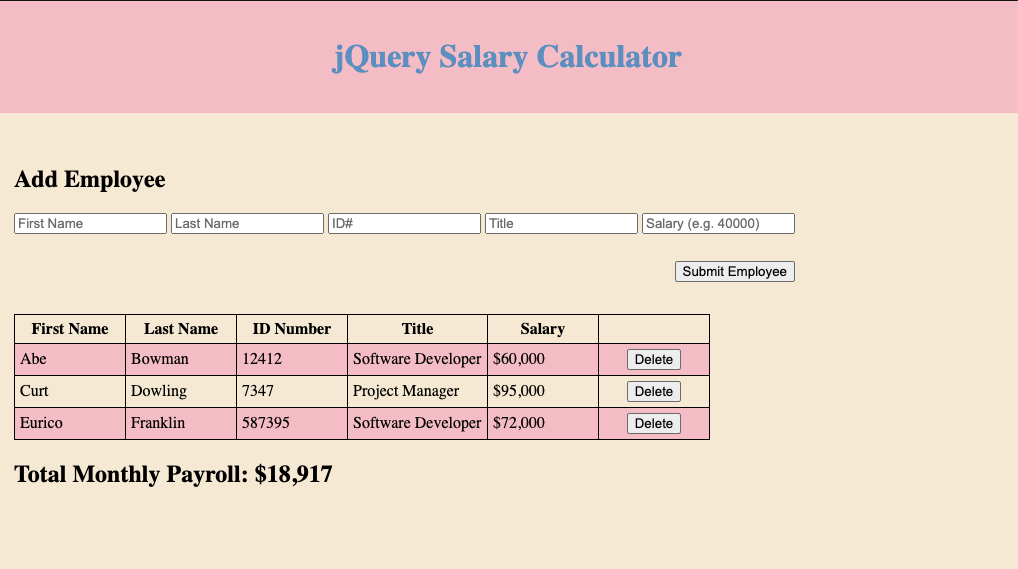 jQuery Salary Calculator
Add Employee
First Name Last Name ID# Title Salary (e.g. 40000)
Submit Employee
First Name Last Name ID Number Title Salary
Abe Bowman 12412 Software Developer $60,000 Delete
Curt Dowling 7347 Project Manager $95,000 Delete
Eurico Franklin 587395 Software Developer $72,000 Delete
Total Monthly Payroll: $18,917